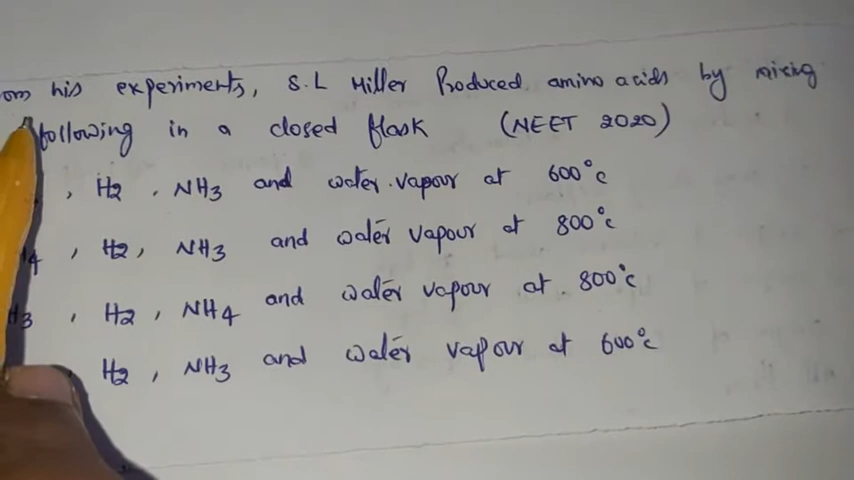 om his experiments, S.L Miller Produced amino acids by mixing
following in a closed flask (NEET 2020)
, H2 , NH3 and water vapour at 600°c
4 , H2, NH3 and water vapour at 800°c
H3 , H2 , NH4 and water vapour at 800°c
H2 , NH3 and water vapour at 600°c